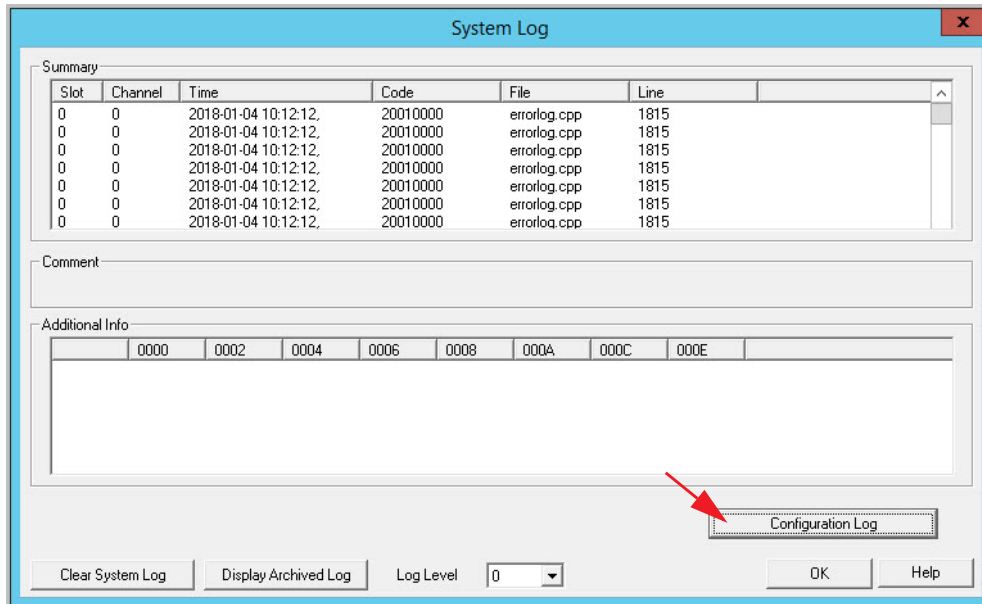 System Log
x
Summary
Slot Channel Time Code File Line
0 0 2018-01-04 10:12:12, 20010000 errorlog.cpp 1815
0 0 2018-01-04 10:12:12, 20010000 errorlog.cpp 1815
0 0 2018-01-04 10:12:12, 20010000 errorlog.cpp 1815
0 0 2018-01-04 10:12:12, 20010000 errorlog.cpp 1815
0 0 2018-01-04 10:12:12, 20010000 errorlog.cpp 1815
0 0 2018-01-04 10:12:12, 20010000 errorlog.cpp 1815
0 0 2018-01-04 10:12:12, 20010000 errorlog.cpp 1815
Comment
Additional Info
0000 0002 0004 0006 0008 000A 000C 000E
Configuration Log
Clear System Log Display Archived Log Log Level 0 OK Help